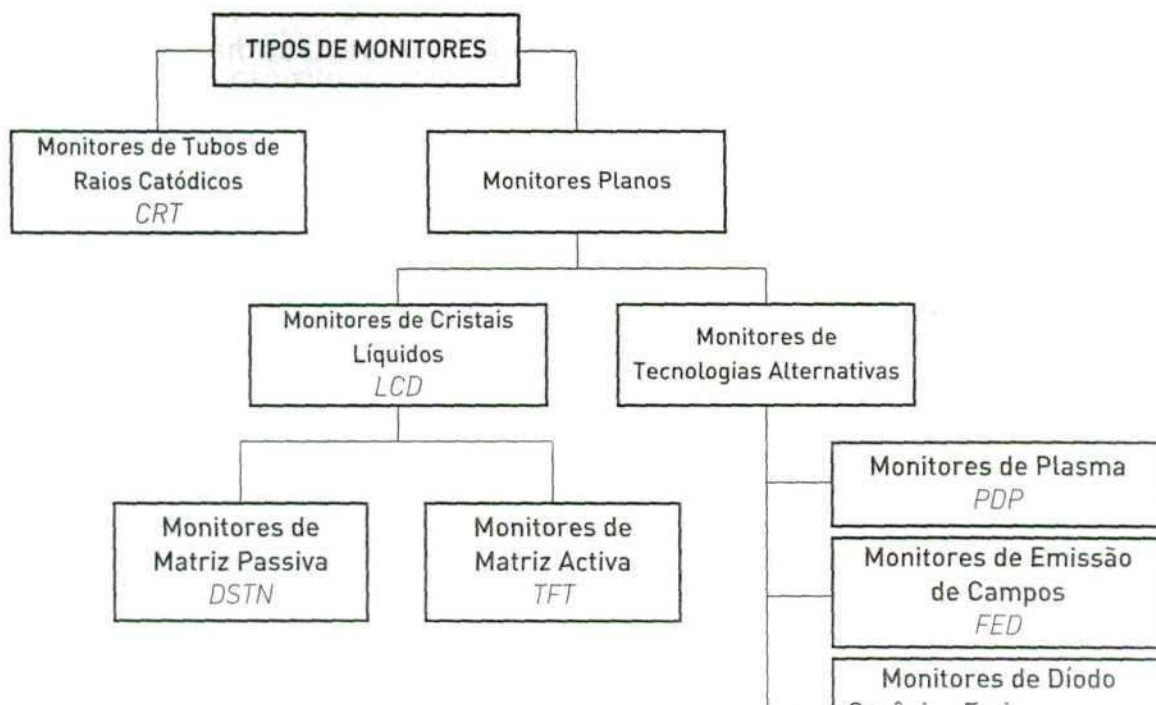 TIPOS DE MONITORES
Monitores de Tubos de
Raios Catódicos
CRT
Monitores Planos
Monitores de Cristais
Líquidos
LCD
Monitores de
Tecnologias Alternativas
Monitores de
Matriz Passiva
DSTN
Monitores de
Matriz Activa
TFT
Monitores de Plasma
PDP
Monitores de Emissão
de Campos
FED
Monitores de Díodo